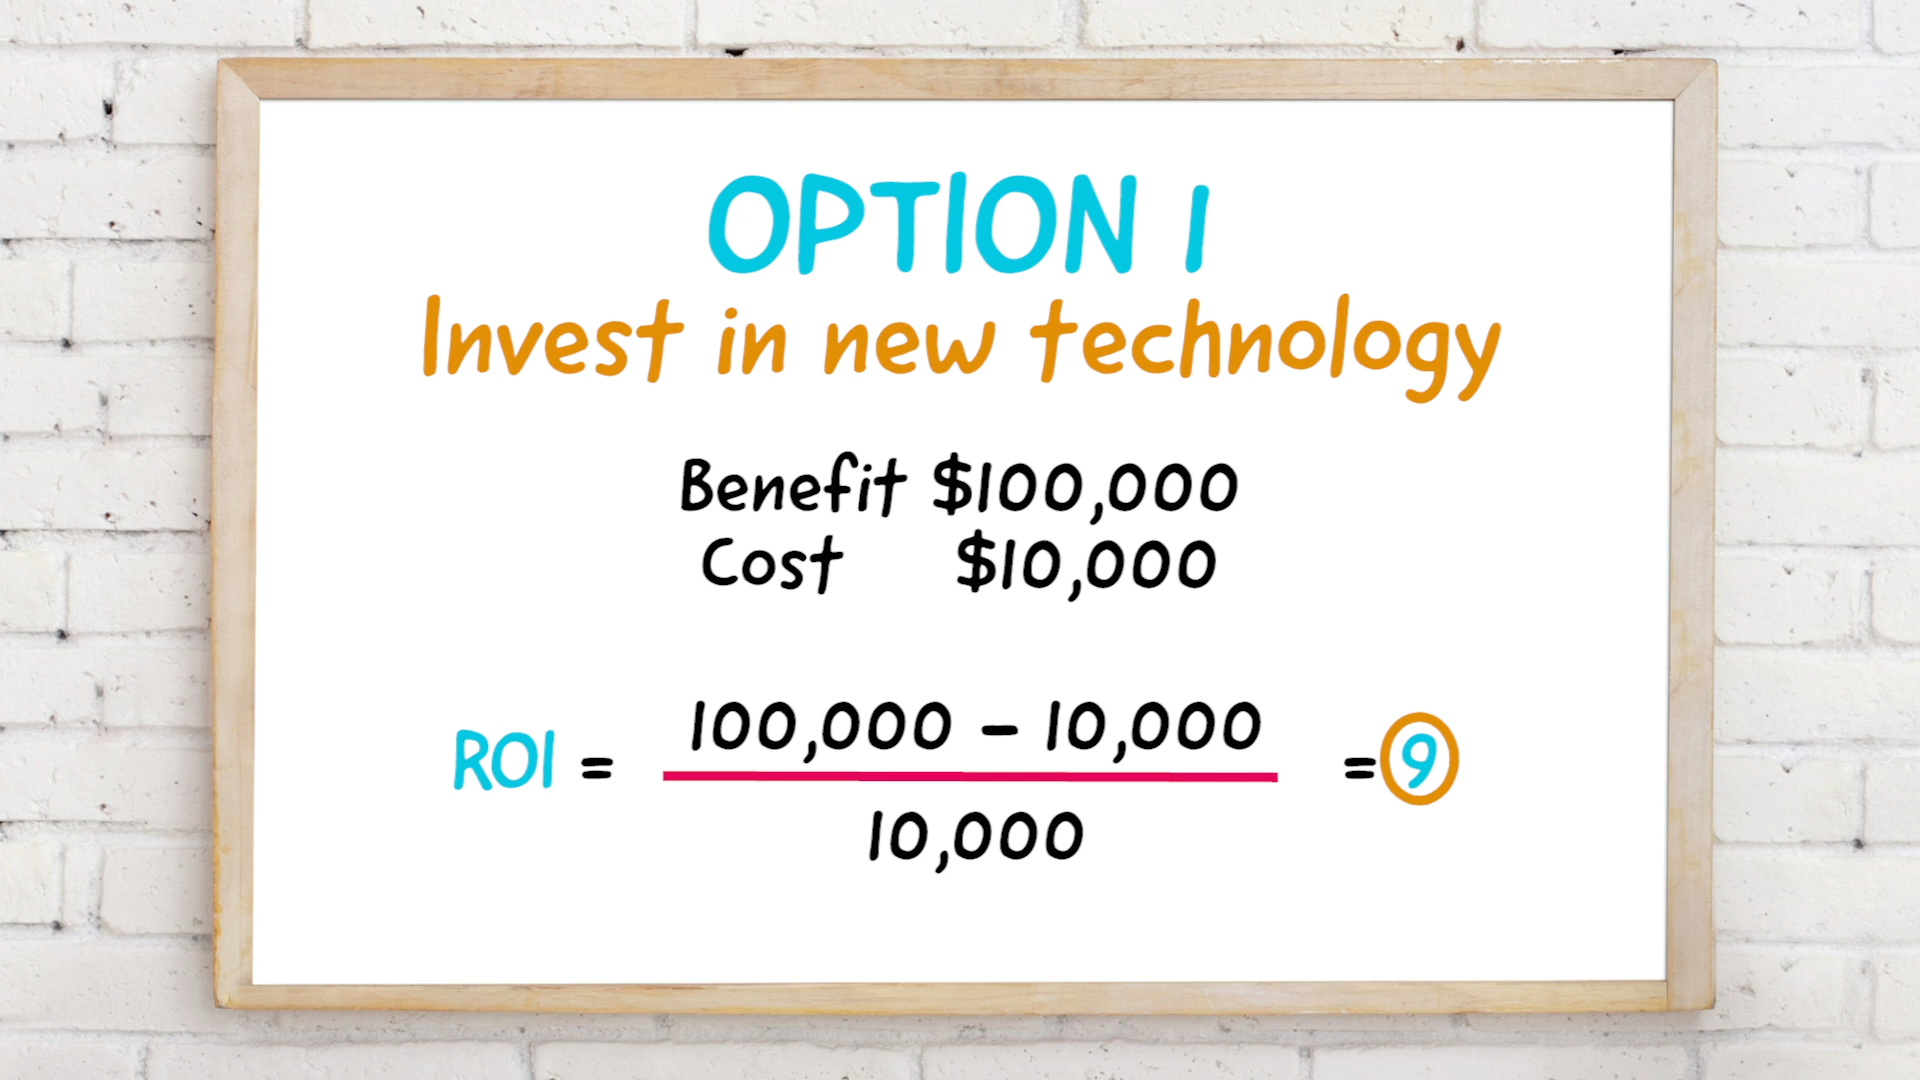 OPTION 1
Invest in new technology
Benefit $100,000
Cost $10,000
100,000 - 10,000
ROI = = 9
10,000